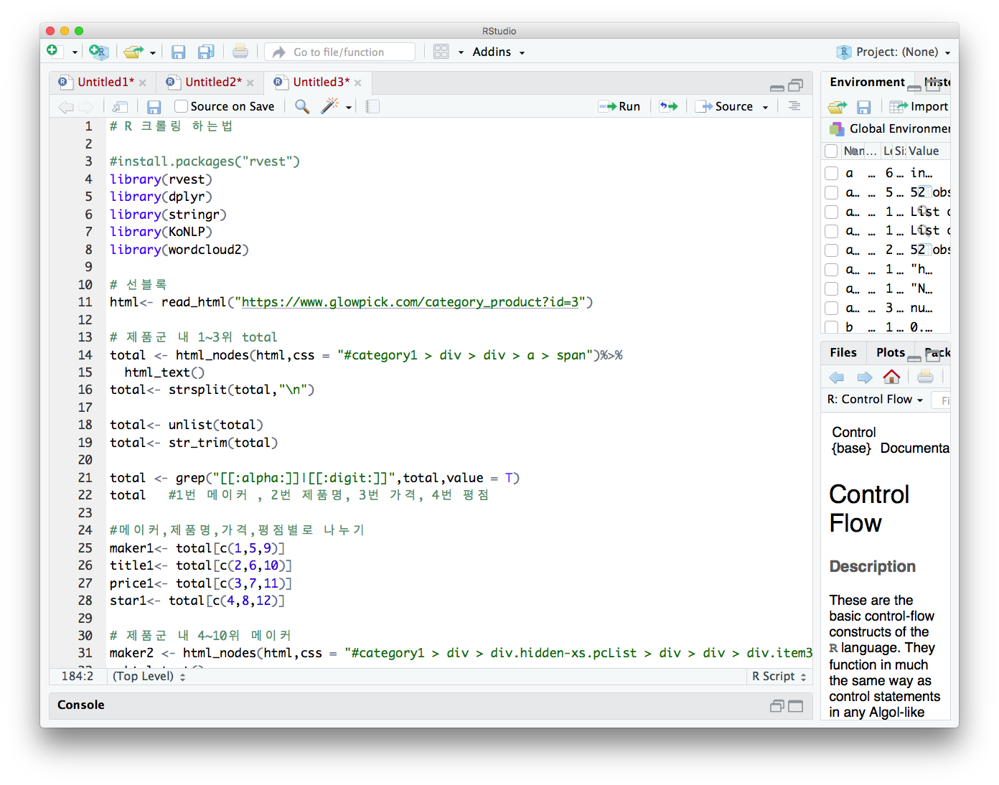 RStudio
Go to file/function
Addins
Project: (None)
Untitled1*
Untitled2*
Untitled3*
Source on Save
Run
Source
1 # R 크롤링 하는법
2
3 #install.packages("rvest")
4 library(rvest)
5 library(dplyr)
6 library(stringr)
7 library(KoNLP)
8 library(wordcloud2)
9
10 # 선블록
11 html<- read_html("https://www.glowpick.com/category_product?id=3")
12
13 # 제품군 내 1~3위 total
14 total <- html_nodes(html,css = "#category1 > div > div > a > span")%>%
15 html_text()
16 total<- strsplit(total,"\n")
17
18 total<- unlist(total)
19 total<- str_trim(total)
20
21 total <- grep("[[:alpha:]]|[[:digit:]]",total,value = T)
22 total #1번 메이커 , 2번 제품명, 3번 가격, 4번 평점
23
24 #메이커,제품명,가격,평점별로 나누기
25 maker1<- total[c(1,5,9)]
26 title1<- total[c(2,6,10)]
27 price1<- total[c(3,7,11)]
28 star1<- total[c(4,8,12)]
29
30 # 제품군 내 4~10위 메이커
31 maker2 <- html_nodes(html,css = "#category1 > div > div.hidden-xs.pcList > div > div > div.item3
184:2 (Top Level) R Script
Console
Environment
Import
Global Environmen
Value
a ... 6... in...
a... ... 5... 52 obs
a... ... 1... List o
a... ... 1... List o
a... ... 2... 52 obs
a... ... 1... "h...
a... ... 1... "N...
a... ... 3... nu...
b ... 1... 0....
Files Plots
R: Control Flow Fi
Control
{base} Documenta
Control
Flow
Description
These are the
basic control-flow
constructs of the
R language. They
function in much
the same way as
control statements
in any Algol-like